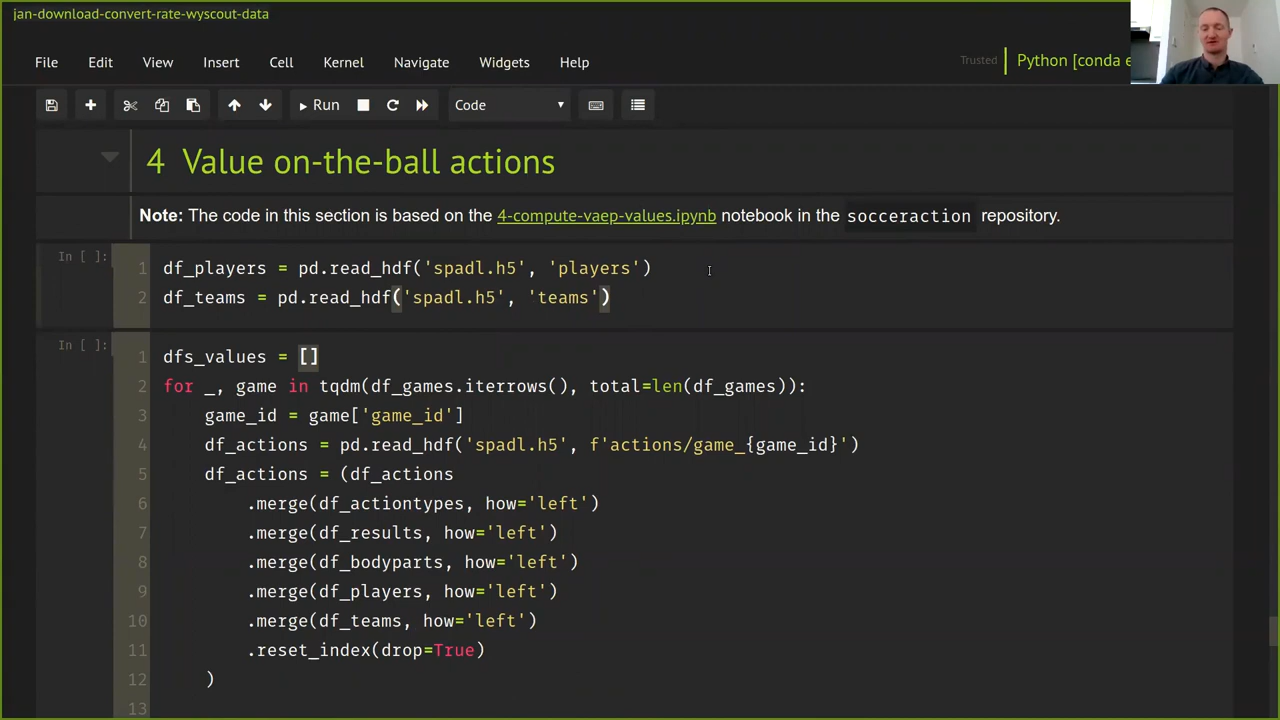 jan-download-convert-rate-wyscout-data
File Edit View Insert Cell Kernel Navigate Widgets Help
Trusted Python [conda e
Run Code
4 Value on-the-ball actions
Note: The code in this section is based on the 4-compute-vaep-values.ipynb notebook in the socceraction repository.
In [ ]:
1 df_players = pd.read_hdf('spadl.h5', 'players')
2 df_teams = pd.read_hdf('spadl.h5', 'teams')
In [ ]:
1 dfs_values = []
2 for _, game in tqdm(df_games.iterrows(), total=len(df_games)):
3 game_id = game['game_id']
4 df_actions = pd.read_hdf('spadl.h5', f'actions/game_{game_id}')
5 df_actions = (df_actions
6 .merge(df_actiontypes, how='left')
7 .merge(df_results, how='left')
8 .merge(df_bodyparts, how='left')
9 .merge(df_players, how='left')
10 .merge(df_teams, how='left')
11 .reset_index(drop=True)
12 )
13